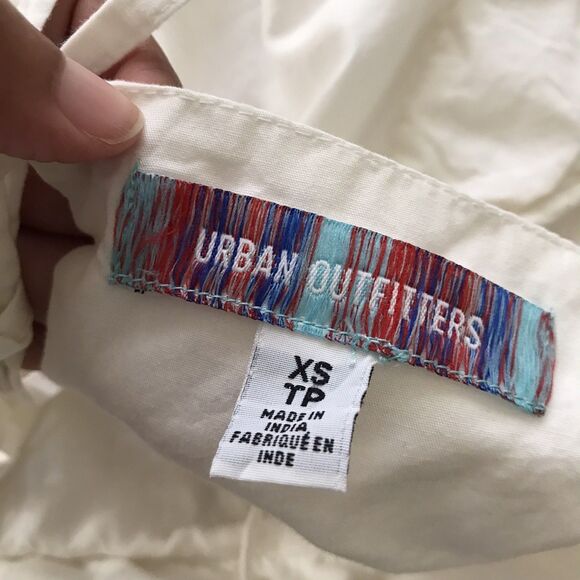 URBAN OUTFITTERS
XS
TP
MADE IN
INDIA
FABRIQUÉ EN
INDE